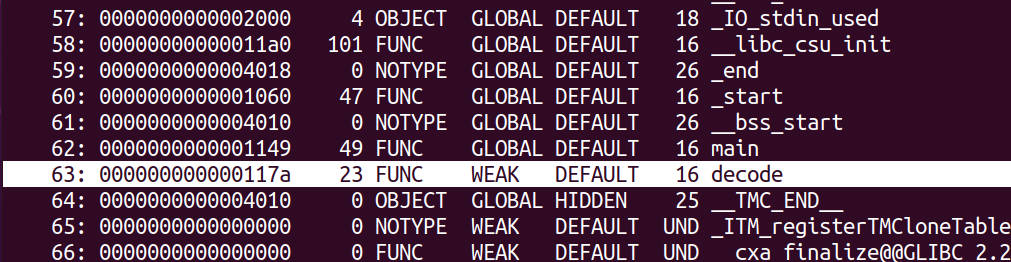 57: 0000000000002000 4 OBJECT GLOBAL DEFAULT 18 _IO_stdin_used
58: 00000000000011a0 101 FUNC GLOBAL DEFAULT 16 __libc_csu_init
59: 0000000000004018 0 NOTYPE GLOBAL DEFAULT 26 _end
60: 0000000000001060 47 FUNC GLOBAL DEFAULT 16 _start
61: 0000000000004010 0 NOTYPE GLOBAL DEFAULT 26 __bss_start
62: 0000000000001149 49 FUNC GLOBAL DEFAULT 16 main
63: 000000000000117a 23 FUNC WEAK DEFAULT 16 decode
64: 0000000000004010 0 OBJECT GLOBAL HIDDEN 25 __TMC_END__
65: 0000000000000000 0 NOTYPE WEAK DEFAULT UND _ITM_registerTMCloneTable
66: 0000000000000000 0 FUNC WEAK DEFAULT UND __cxa_finalize@@GLIBC_2.2